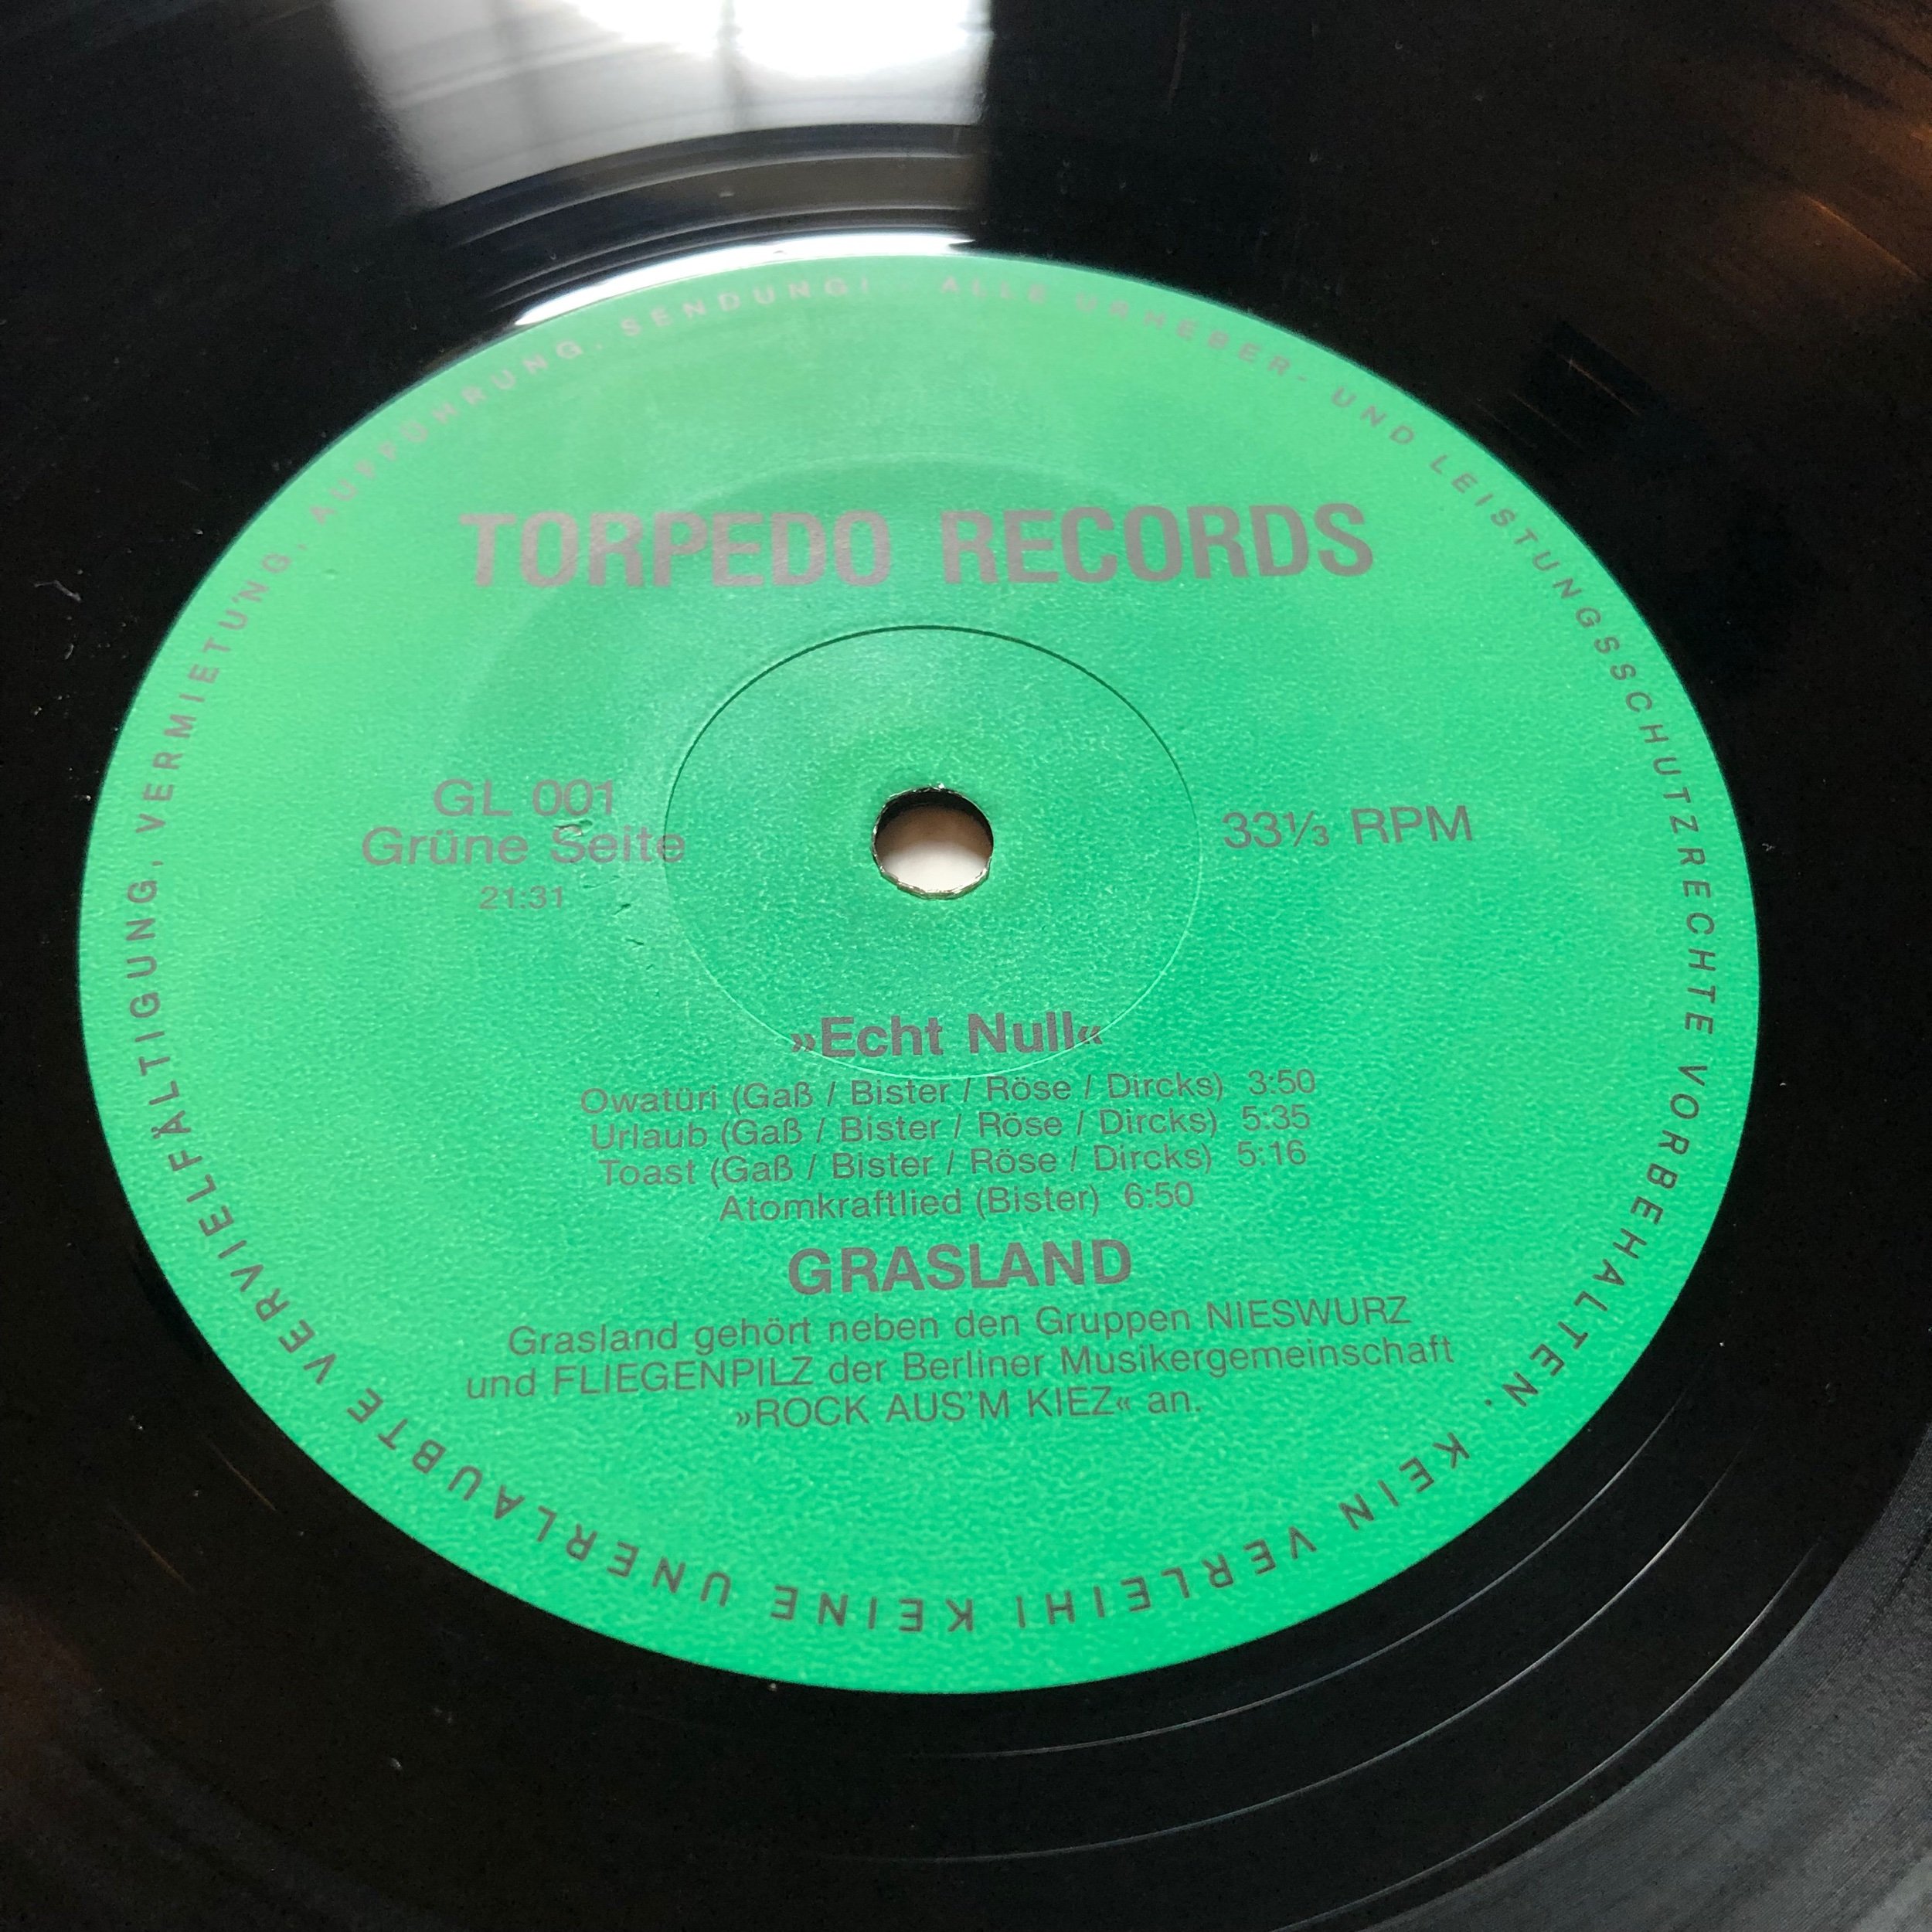 TORPEDO RECORDS
GL 001
Grüne Seite
21:31
33⅓ RPM
»Echt Null«
Owatüri (Gaß / Bister / Röse / Dircks) 3:50
Urlaub (Gaß / Bister / Röse / Dircks) 5:35
Toast (Gaß / Bister / Röse / Dircks) 5:16
Atomkraftlied (Bister) 6:50
GRASLAND
Grasland gehört neben den Gruppen NIESWURZ
und FLIEGENPILZ der Berliner Musikergemeinschaft
»ROCK AUS'M KIEZ« an.
ALLE URHEBER- UND LEISTUNGSSCHUTZRECHTE VORBEHALTEN. KEIN VERLEIH! KEINE UNERLAUBTE VERVIELFÄLTIGUNG, VERMIETUNG, AUFFÜHRUNG, SENDUNG!